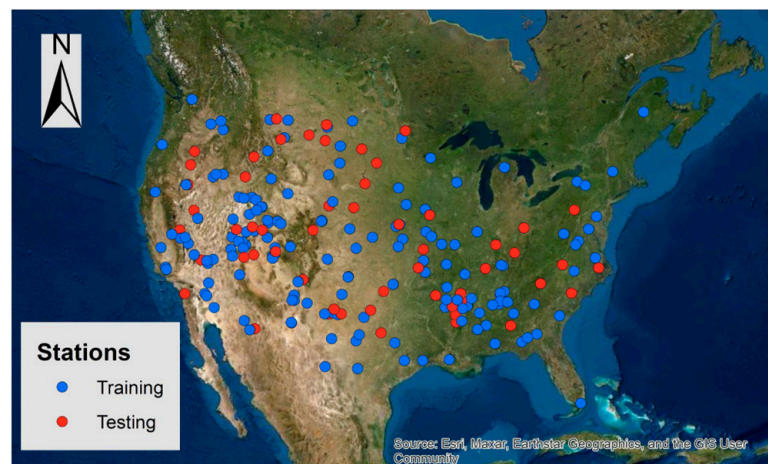 N
Stations
Training
Testing
Source: Esri, Maxar, Earthstar Geographics, and the GIS User
Community